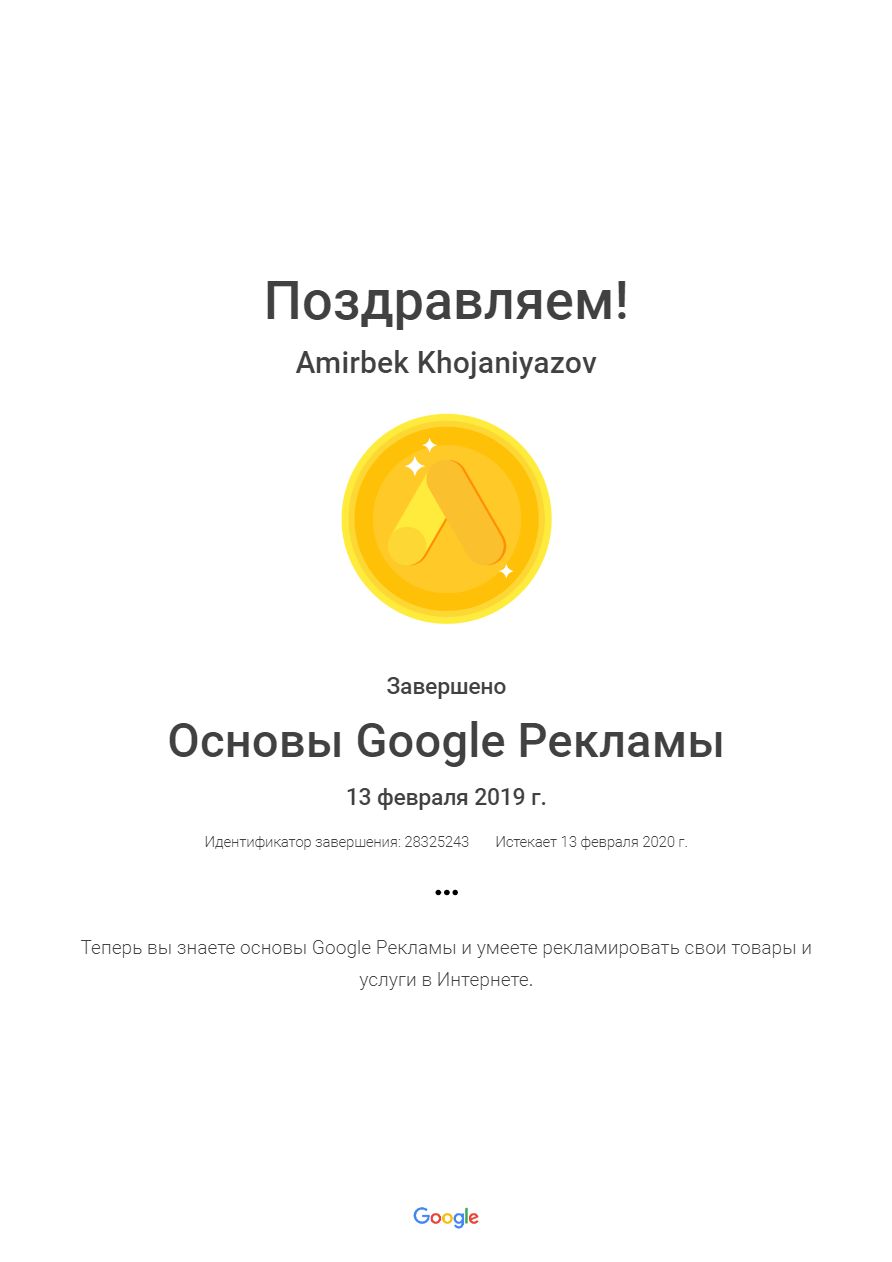 Поздравляем!
Amirbek Khojaniyazov
Завершено
Основы Google Рекламы
13 февраля 2019 г.
Идентификатор завершения: 28325243 Истекает 13 февраля 2020 г.
...
Теперь вы знаете основы Google Рекламы и умеете рекламировать свои товары и
услуги в Интернете.
Google